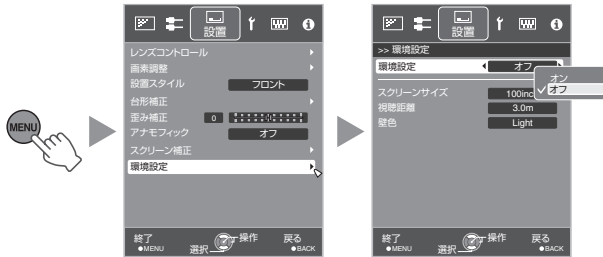 MENU
設置
レンズコントロール
画素調整
設置スタイル フロント
台形補正
歪み補正 0
アナモフィック オフ
スクリーン補正
環境設定
終了 操作 戻る
●MENU 選択 ●BACK
設置
>> 環境設定
環境設定 オフ
オン
オフ
スクリーンサイズ 100inc
視聴距離 3.0m
壁色 Light
終了 操作 戻る
●MENU 選択 ●BACK